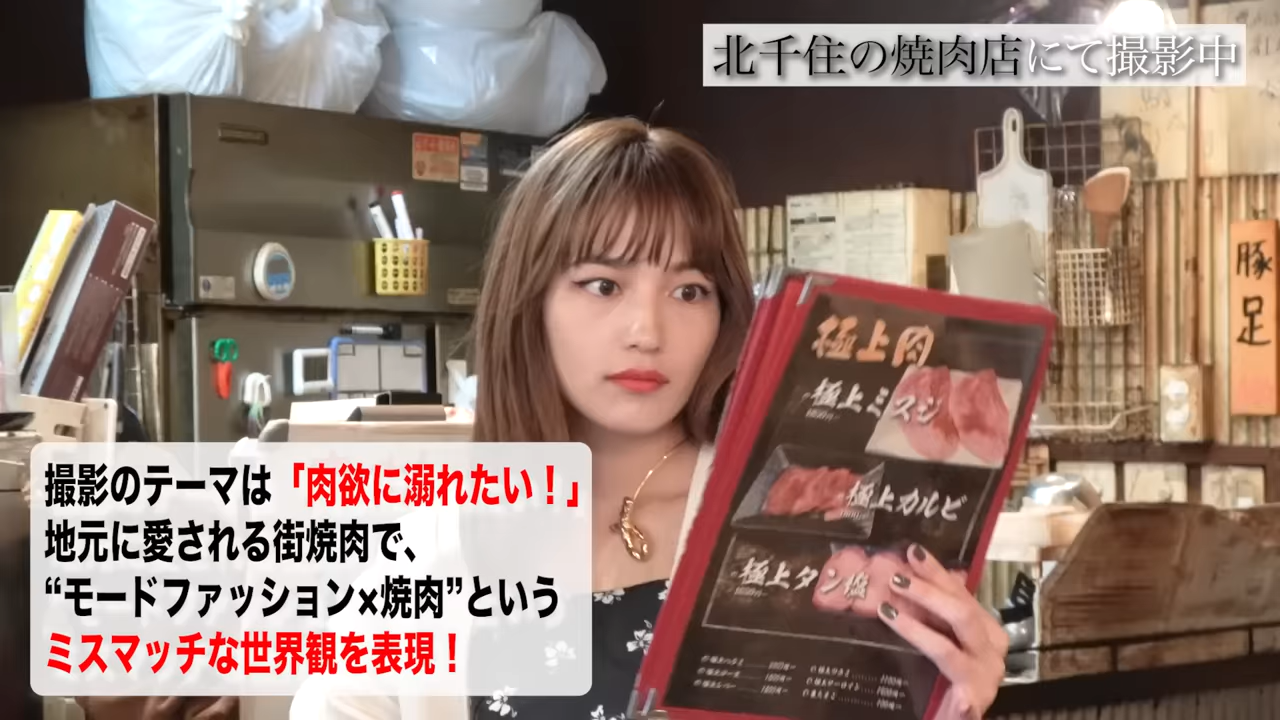 北千住の焼肉店にて撮影中
豚足
極上肉
極上ミスジ
極上カルビ
極上タン塩
撮影のテーマは「肉欲に溺れたい！」
地元に愛される街焼肉で、
“モードファッション×焼肉”という
ミスマッチな世界観を表現！